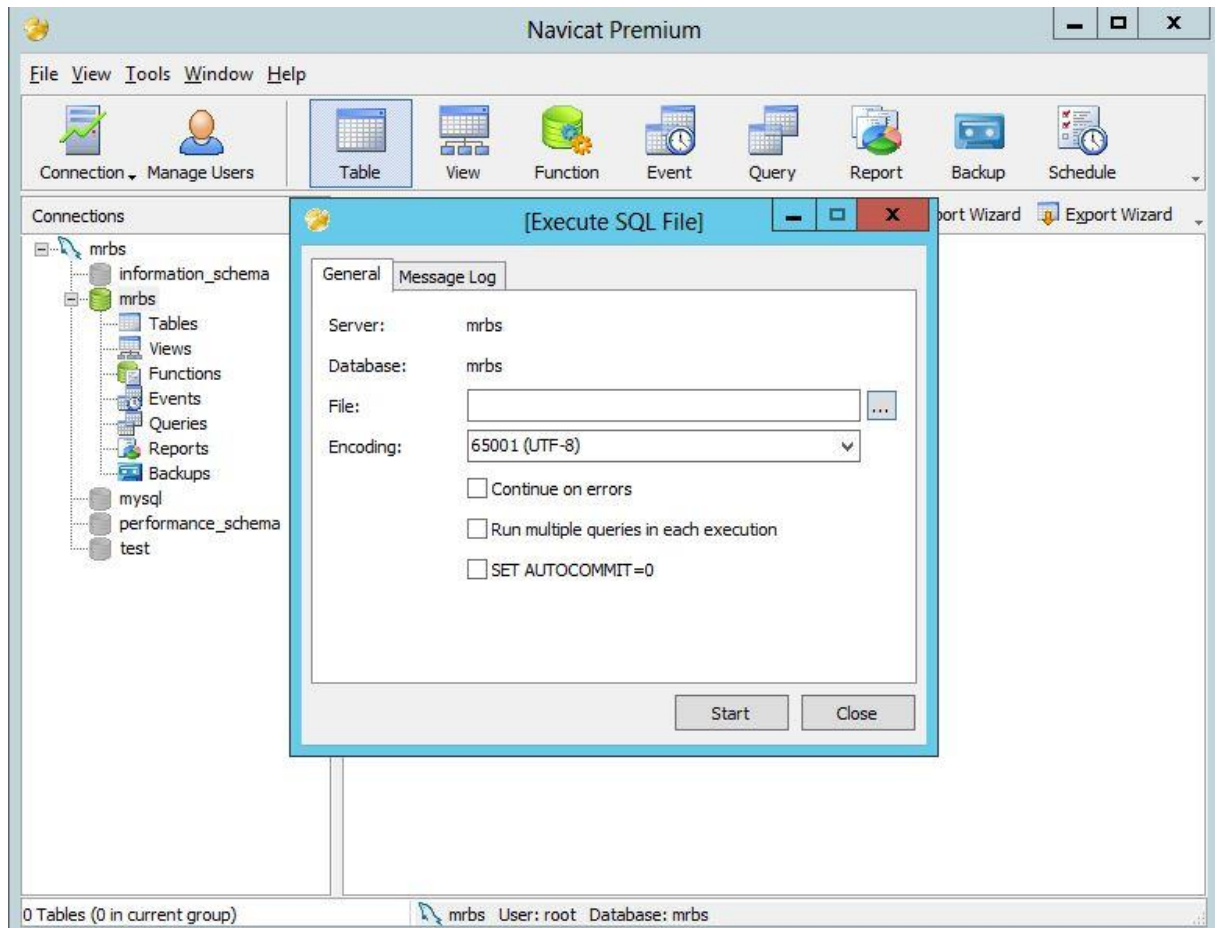 Navicat Premium
File View Tools Window Help
Connection Manage Users Table View Function Event Query Report Backup Schedule
Connections
port Wizard Export Wizard
mrbs
information_schema
mrbs
Tables
Views
Functions
Events
Queries
Reports
Backups
mysql
performance_schema
test
[Execute SQL File]
General Message Log
Server: mrbs
Database: mrbs
File: ...
Encoding: 65001 (UTF-8)
Continue on errors
Run multiple queries in each execution
SET AUTOCOMMIT=0
Start Close
0 Tables (0 in current group) mrbs User: root Database: mrbs